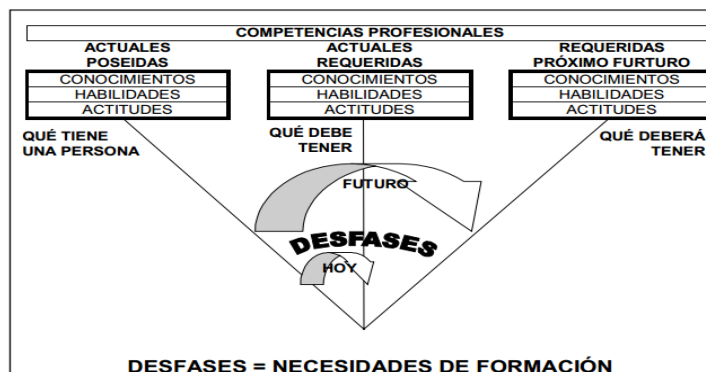 COMPETENCIAS PROFESIONALES
ACTUALES
POSEIDAS
ACTUALES
REQUERIDAS
REQUERIDAS
PRÓXIMO FURTURO
CONOCIMIENTOS
HABILIDADES
ACTITUDES
CONOCIMIENTOS
HABILIDADES
ACTITUDES
CONOCIMIENTOS
HABILIDADES
ACTITUDES
QUÉ TIENE
UNA PERSONA
QUÉ DEBE
TENER
QUÉ DEBERÁ
TENER
FUTURO
DESFASES
HOY
DESFASES = NECESIDADES DE FORMACIÓN